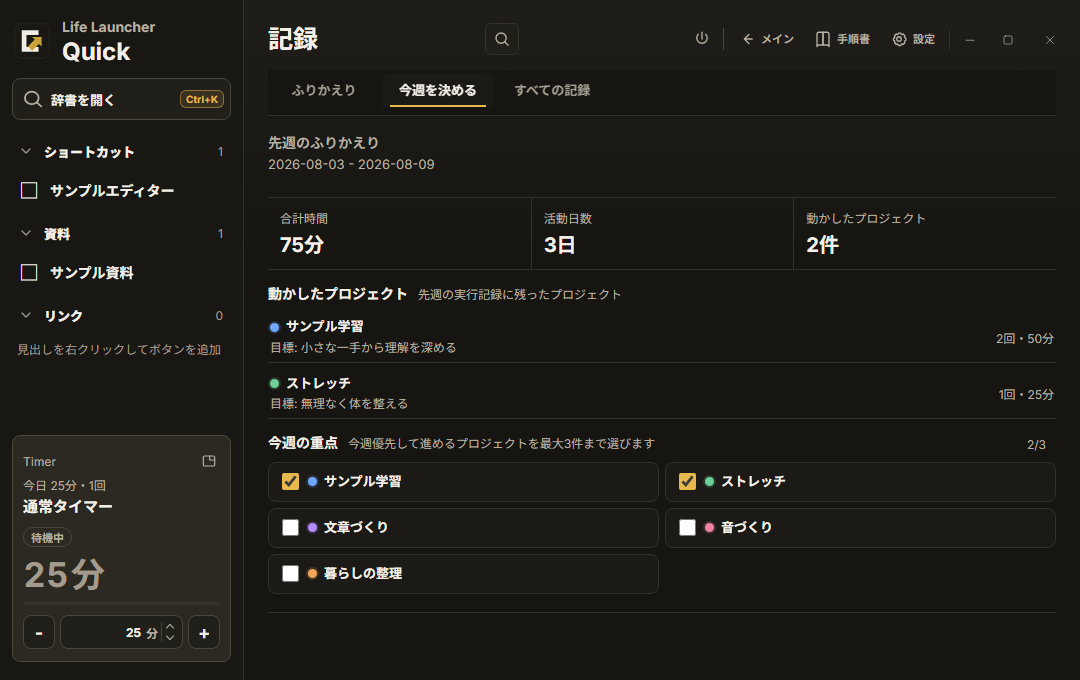 Life Launcher
Quick
辞書を開く
Ctrl+K
ショートカット
1
サンプルエディター
資料
1
サンプル資料
リンク
0
見出しを右クリックしてボタンを追加
Timer
今日 25分・1回
通常タイマー
待機中
25分
-
25 分
+
記録
メイン
手順書
設定
ふりかえり
今週を決める
すべての記録
先週のふりかえり
2026-08-03 - 2026-08-09
合計時間
75分
活動日数
3日
動かしたプロジェクト
2件
動かしたプロジェクト 先週の実行記録に残ったプロジェクト
サンプル学習
目標: 小さな一手から理解を深める
2回・50分
ストレッチ
目標: 無理なく体を整える
1回・25分
今週の重点 今週優先して進めるプロジェクトを最大3件まで選びます
2/3
サンプル学習
ストレッチ
文章づくり
音づくり
暮らしの整理